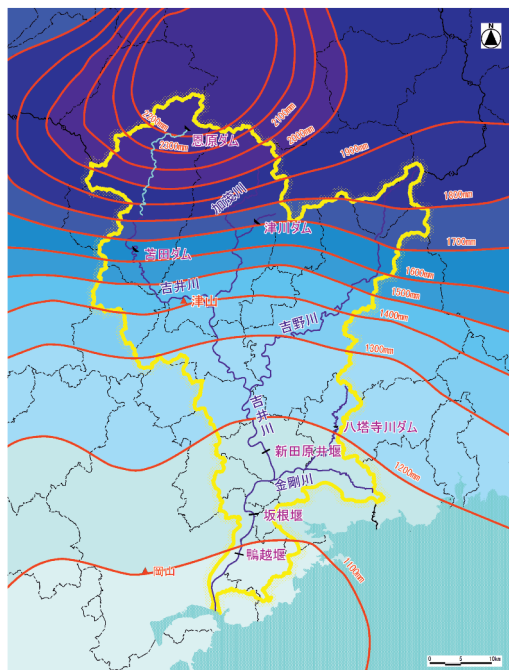 2200mm
2100mm
2000mm
恩原ダム
1900mm
加茂川
1800mm
津川ダム
1700mm
苫田ダム
1600mm
吉井川
1500mm
津山
1400mm
吉野川
1300mm
吉井川
八塔寺川ダム
新田原井堰
1200mm
金剛川
坂根堰
鴨越堰
1100mm
岡山
0 5 10km